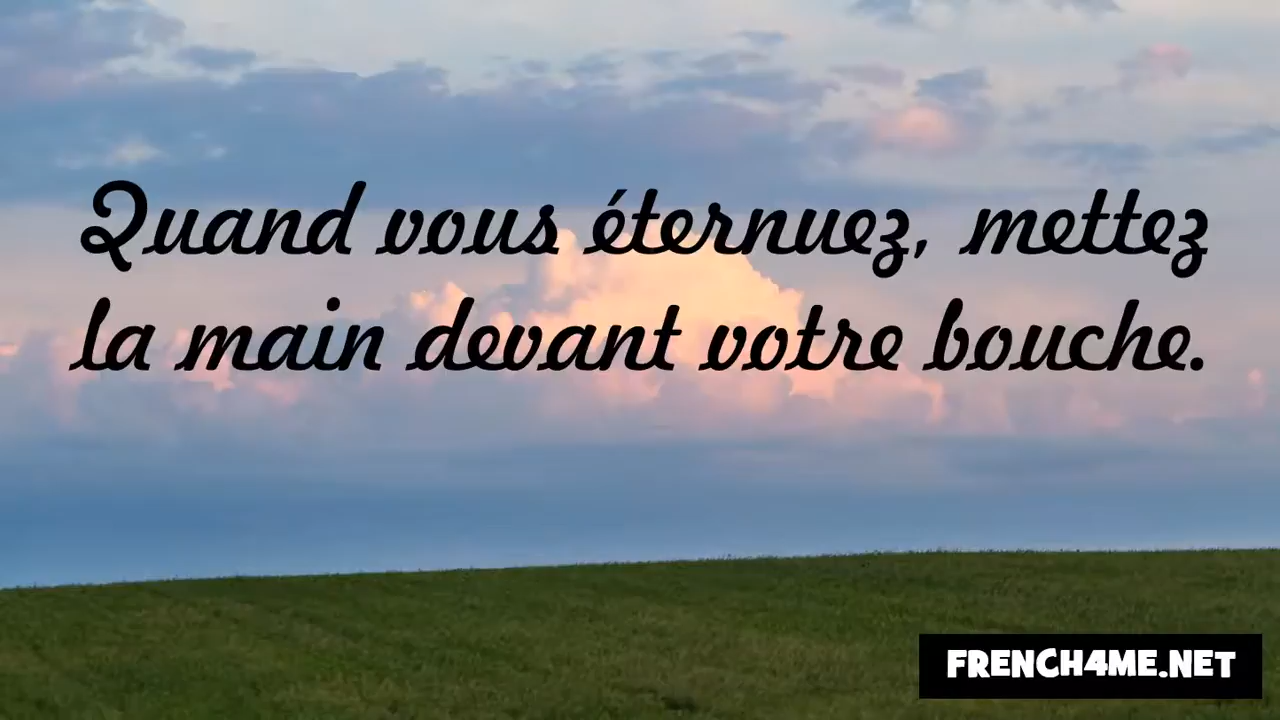 Quand vous éternuez, mettez
la main devant votre bouche.
FRENCH4ME.NET